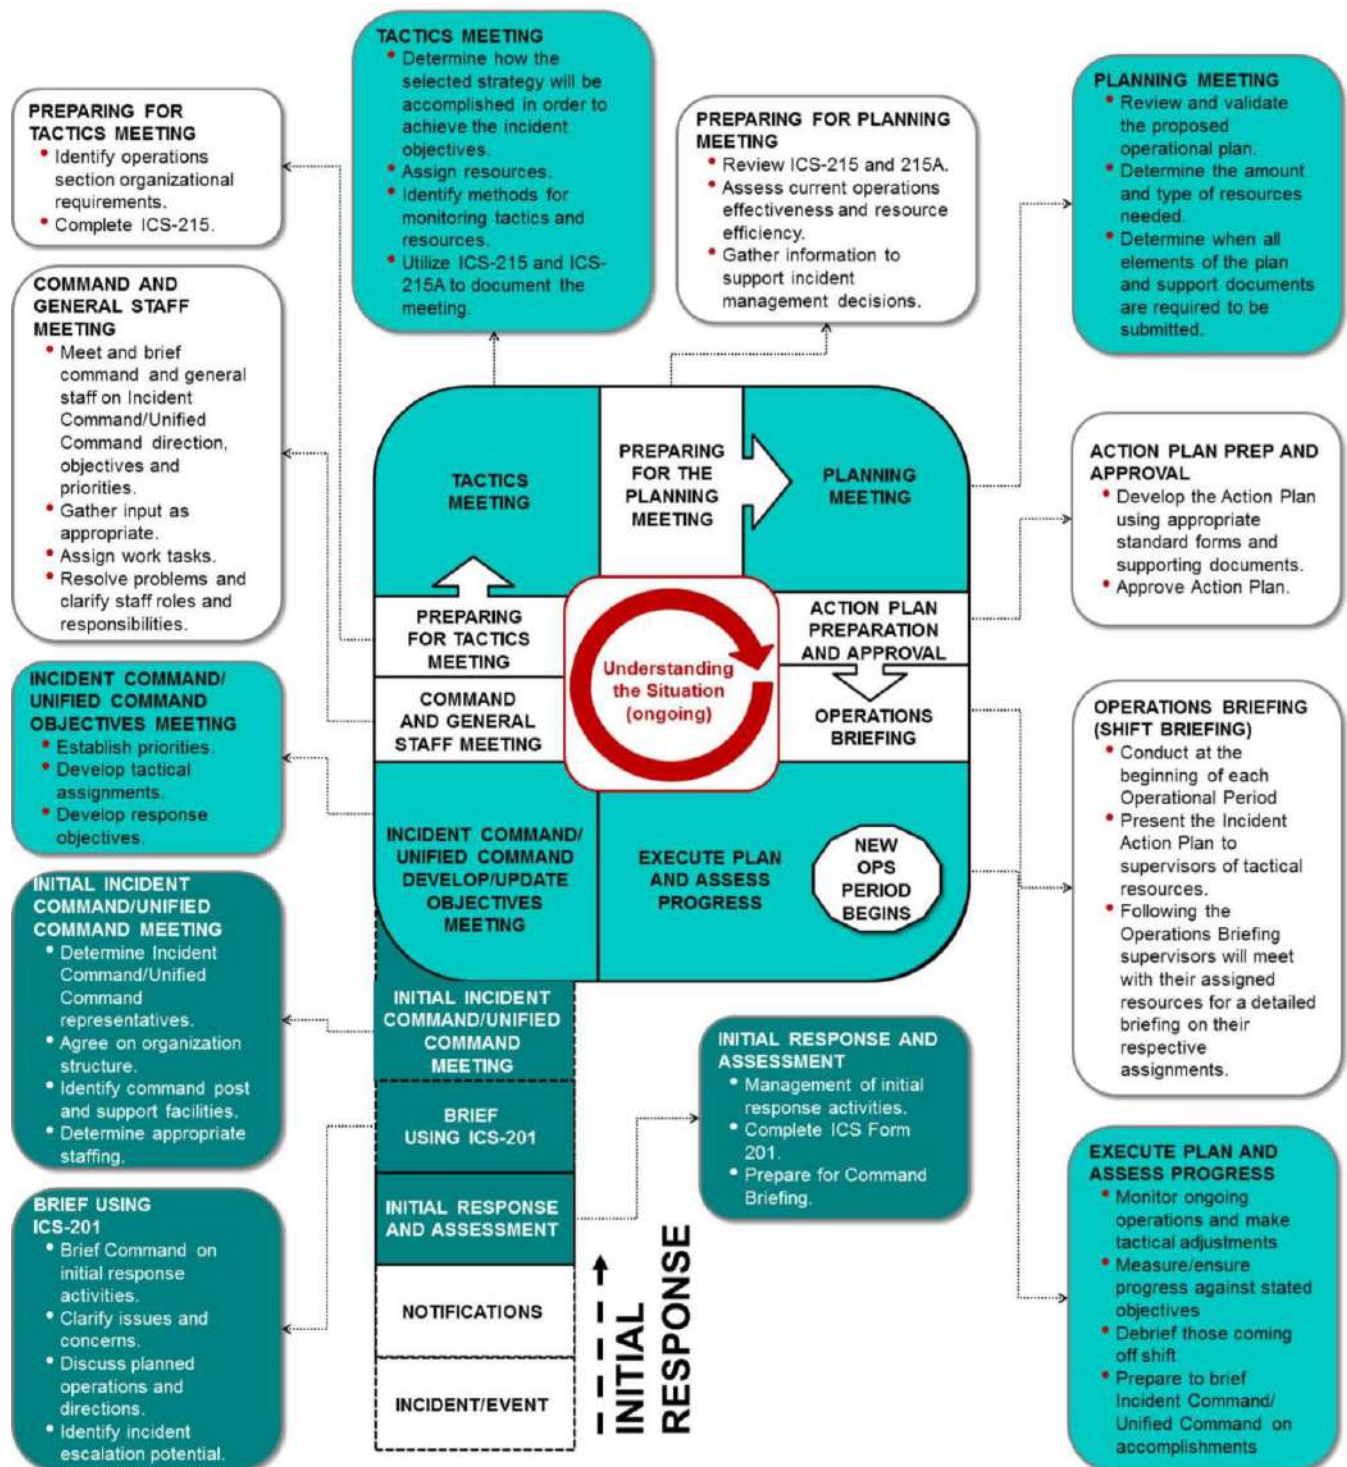 TACTICS MEETING
• Determine how the
selected strategy will be
accomplished in order to
achieve the incident
objectives.
• Assign resources.
• Identify methods for
monitoring tactics and
resources.
• Utilize ICS-215 and ICS-
215A to document the
meeting.
PREPARING FOR
TACTICS MEETING
• Identify operations
section organizational
requirements.
• Complete ICS-215.
PREPARING FOR PLANNING
MEETING
• Review ICS-215 and 215A.
• Assess current operations
effectiveness and resource
efficiency.
• Gather information to
support incident
management decisions.
PLANNING MEETING
• Review and validate
the proposed
operational plan.
• Determine the amount
and type of resources
needed.
• Determine when all
elements of the plan
and support documents
are required to be
submitted.
COMMAND AND
GENERAL STAFF
MEETING
• Meet and brief
command and general
staff on Incident
Command/Unified
Command direction,
objectives and
priorities.
• Gather input as
appropriate.
• Assign work tasks.
• Resolve problems and
clarify staff roles and
responsibilities.
TACTICS
MEETING
PREPARING
FOR THE
PLANNING
MEETING
PLANNING
MEETING
ACTION PLAN PREP AND
APPROVAL
• Develop the Action Plan
using appropriate
standard forms and
supporting documents.
• Approve Action Plan.
PREPARING
FOR TACTICS
MEETING
ACTION PLAN
PREPARATION
AND APPROVAL
Understanding
the Situation
(ongoing)
COMMAND
AND GENERAL
STAFF MEETING
OPERATIONS
BRIEFING
INCIDENT COMMAND/
UNIFIED COMMAND
OBJECTIVES MEETING
• Establish priorities.
• Develop tactical
assignments.
• Develop response
objectives.
OPERATIONS BRIEFING
(SHIFT BRIEFING)
• Conduct at the
beginning of each
Operational Period
• Present the Incident
Action Plan to
supervisors of tactical
resources.
• Following the
Operations Briefing
supervisors will meet
with their assigned
resources for a detailed
briefing on their
respective
assignments.
INCIDENT COMMAND/
UNIFIED COMMAND
DEVELOP/UPDATE
OBJECTIVES MEETING
EXECUTE PLAN
AND ASSESS
PROGRESS
NEW
OPS
PERIOD
BEGINS
INITIAL INCIDENT
COMMAND/UNIFIED
COMMAND MEETING
• Determine Incident
Command/Unified
Command
representatives.
• Agree on organization
structure.
• Identify command post
and support facilities.
• Determine appropriate
staffing.
INITIAL INCIDENT
COMMAND/UNIFIED
COMMAND
MEETING
INITIAL RESPONSE AND
ASSESSMENT
• Management of initial
response activities.
• Complete ICS Form
201.
• Prepare for Command
Briefing.
BRIEF
USING ICS-201
BRIEF USING
ICS-201
• Brief Command on
initial response
activities.
• Clarify issues and
concerns.
• Discuss planned
operations and
directions.
• Identify incident
escalation potential.
INITIAL RESPONSE
AND ASSESSMENT
NOTIFICATIONS
INCIDENT/EVENT
INITIAL
RESPONSE
EXECUTE PLAN AND
ASSESS PROGRESS
• Monitor ongoing
operations and make
tactical adjustments
• Measure/ensure
progress against stated
objectives
• Debrief those coming
off shift
• Prepare to brief
Incident Command/
Unified Command on
accomplishments